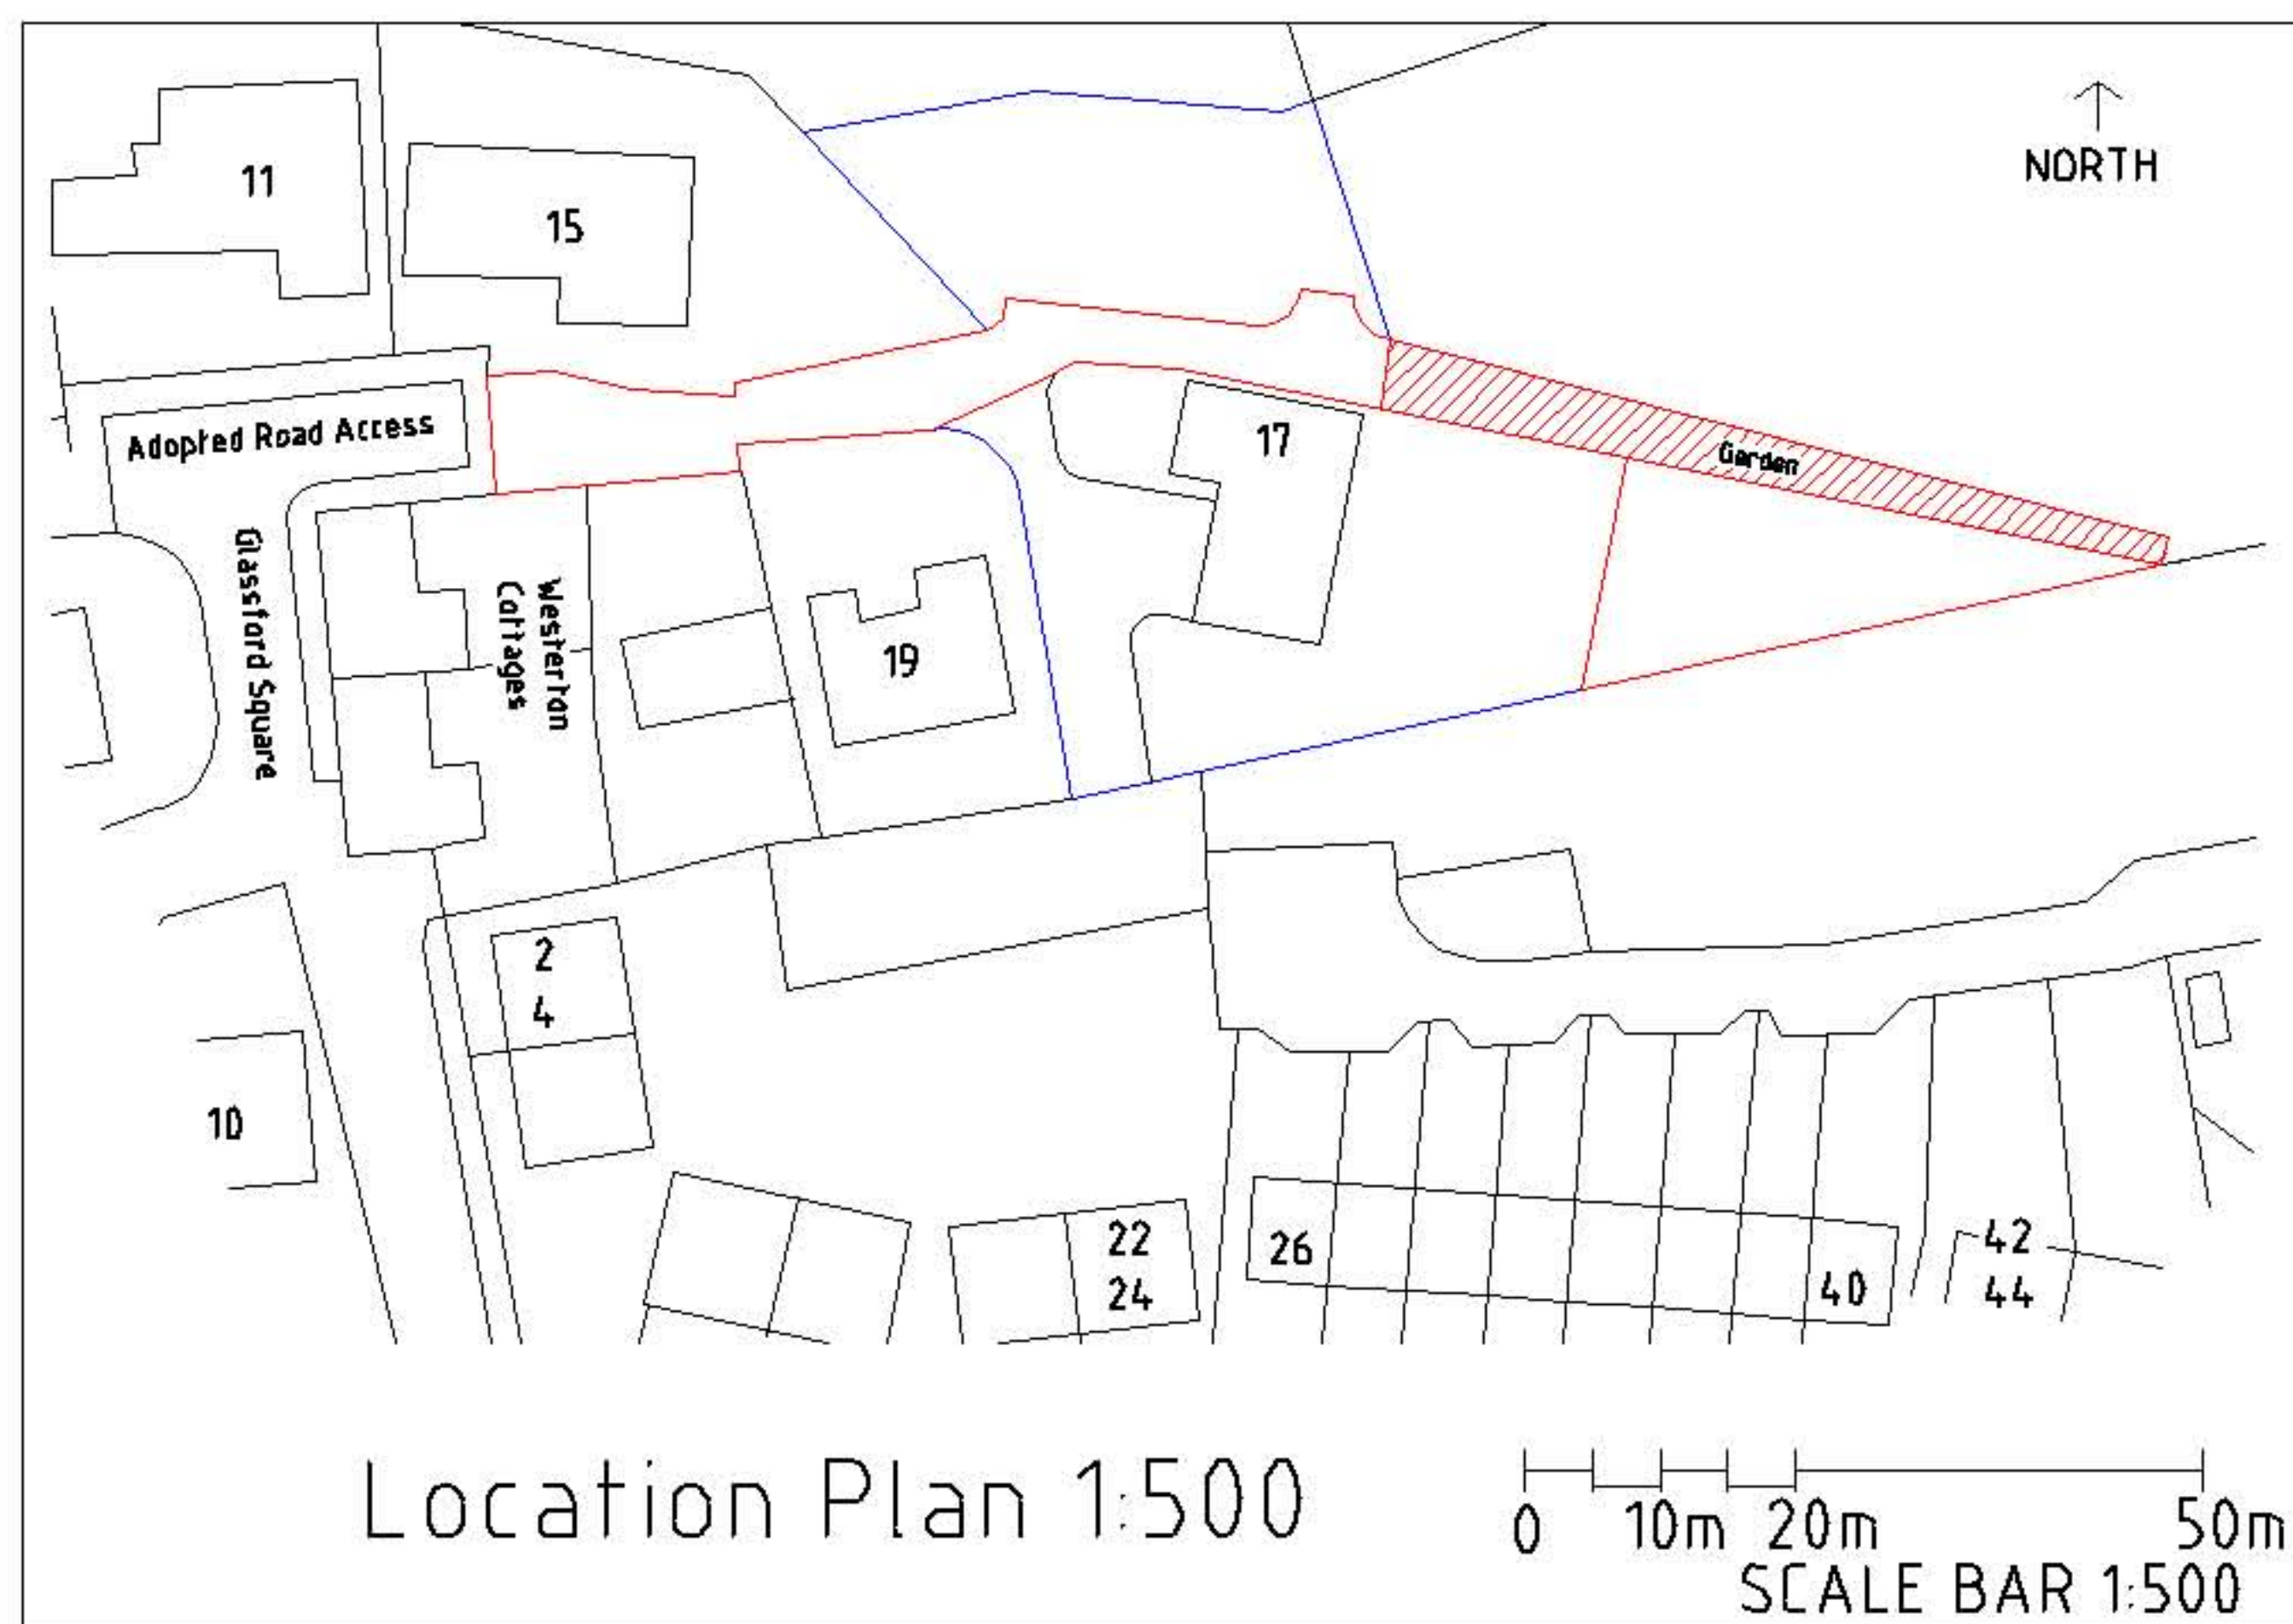 NORTH
11
15
Adopted Road Access
17
Garden
Glassford Square
Westerton
Cottages
19
2
4
10
22
24
26
40
42
44
Location Plan 1:500
0 10m 20m 50m
SCALE BAR 1:500